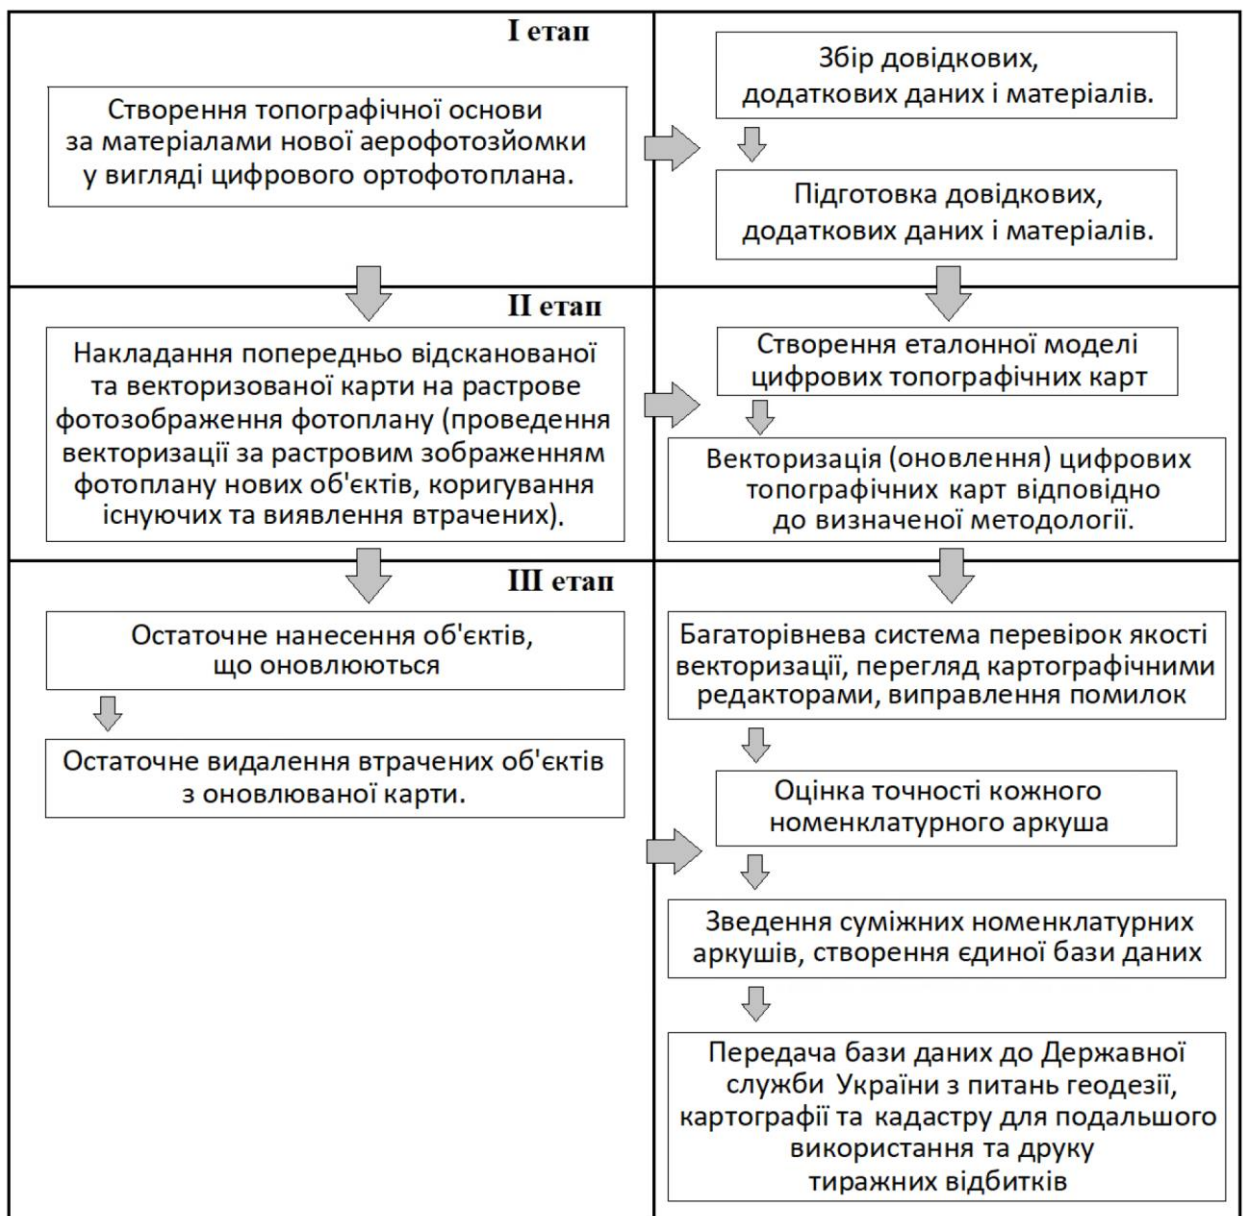 І етап
Створення топографічної основи
за матеріалами нової аерофотозйомки
у вигляді цифрового ортофотоплана.
Збір довідкових,
додаткових даних і матеріалів.
Підготовка довідкових,
додаткових даних і матеріалів.
ІІ етап
Накладання попередньо відсканованої
та векторизованої карти на растрове
фотозображення фотоплану (проведення
векторизації за растровим зображенням
фотоплану нових об'єктів, коригування
існуючих та виявлення втрачених).
Створення еталонної моделі
цифрових топографічних карт
Векторизація (оновлення) цифрових
топографічних карт відповідно
до визначеної методології.
ІІІ етап
Остаточне нанесення об'єктів,
що оновлюються
Остаточне видалення втрачених об'єктів
з оновлюваної карти.
Багаторівнева система перевірок якості
векторизації, перегляд картографічними
редакторами, виправлення помилок
Оцінка точності кожного
номенклатурного аркуша
Зведення суміжних номенклатурних
аркушів, створення єдиної бази даних
Передача бази даних до Державної
служби України з питань геодезії,
картографії та кадастру для подальшого
використання та друку
тиражних відбитків